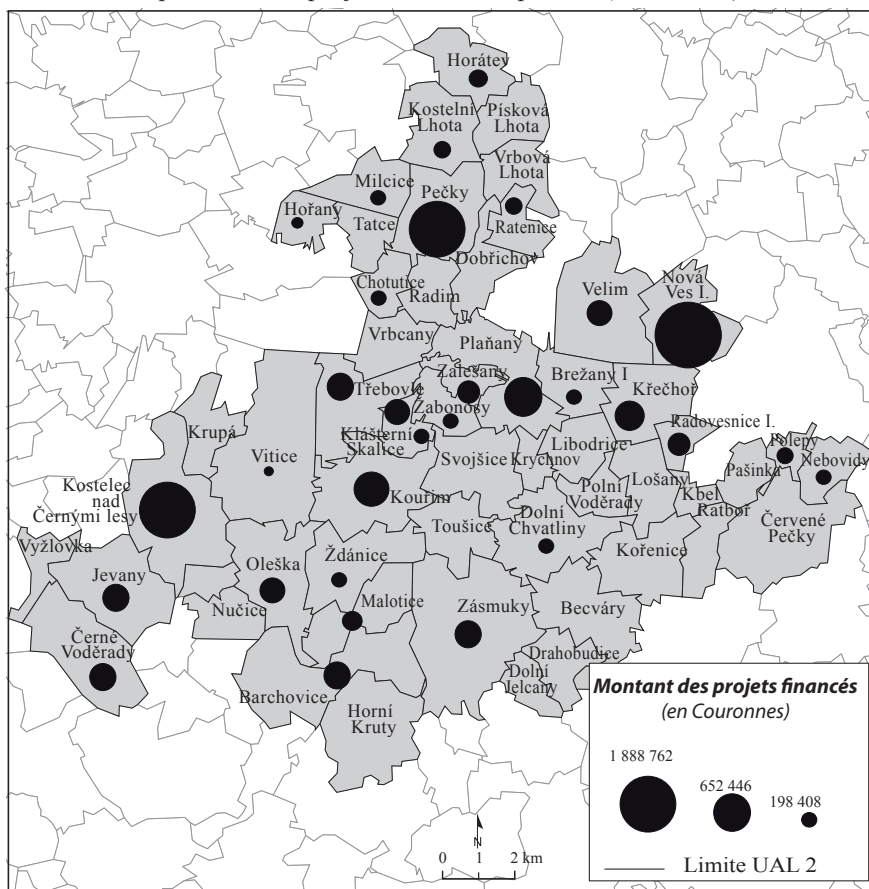 Horátev
Kostelní
Lhota
Písková
Lhota
Vrbová
Lhota
Milcice
Pečky
Hořany
Tatce
Ratenice
Dobřichov
Chotutice
Radim
Velim
Nová
Ves I.
Vrbcany
Plaňany
Zalešany
Brežany I
Třebovle
Žabonosy
Křečhoř
Klášterní
Skalice
Radovesnice I.
Krupá
Vitice
Svojšice
Krychnov
Libodrice
Polepy
Pašinka
Nebovidy
Kostelec
nad
Černými lesy
Kouřim
Polní
Voděrady
Lošany
Kbel
Ratboř
Toušice
Dolní
Chvatliny
Červené
Pečky
Vyžlovka
Kořenice
Jevany
Oleška
Ždánice
Nučice
Malotice
Zásmuky
Becváry
Černé
Voděrady
Drahobudice
Dolní
Jelcany
Barchovice
Horní
Kruty
Montant des projets financés
(en Couronnes)
1 888 762
652 446
198 408
N
0 1 2 km
Limite UAL 2